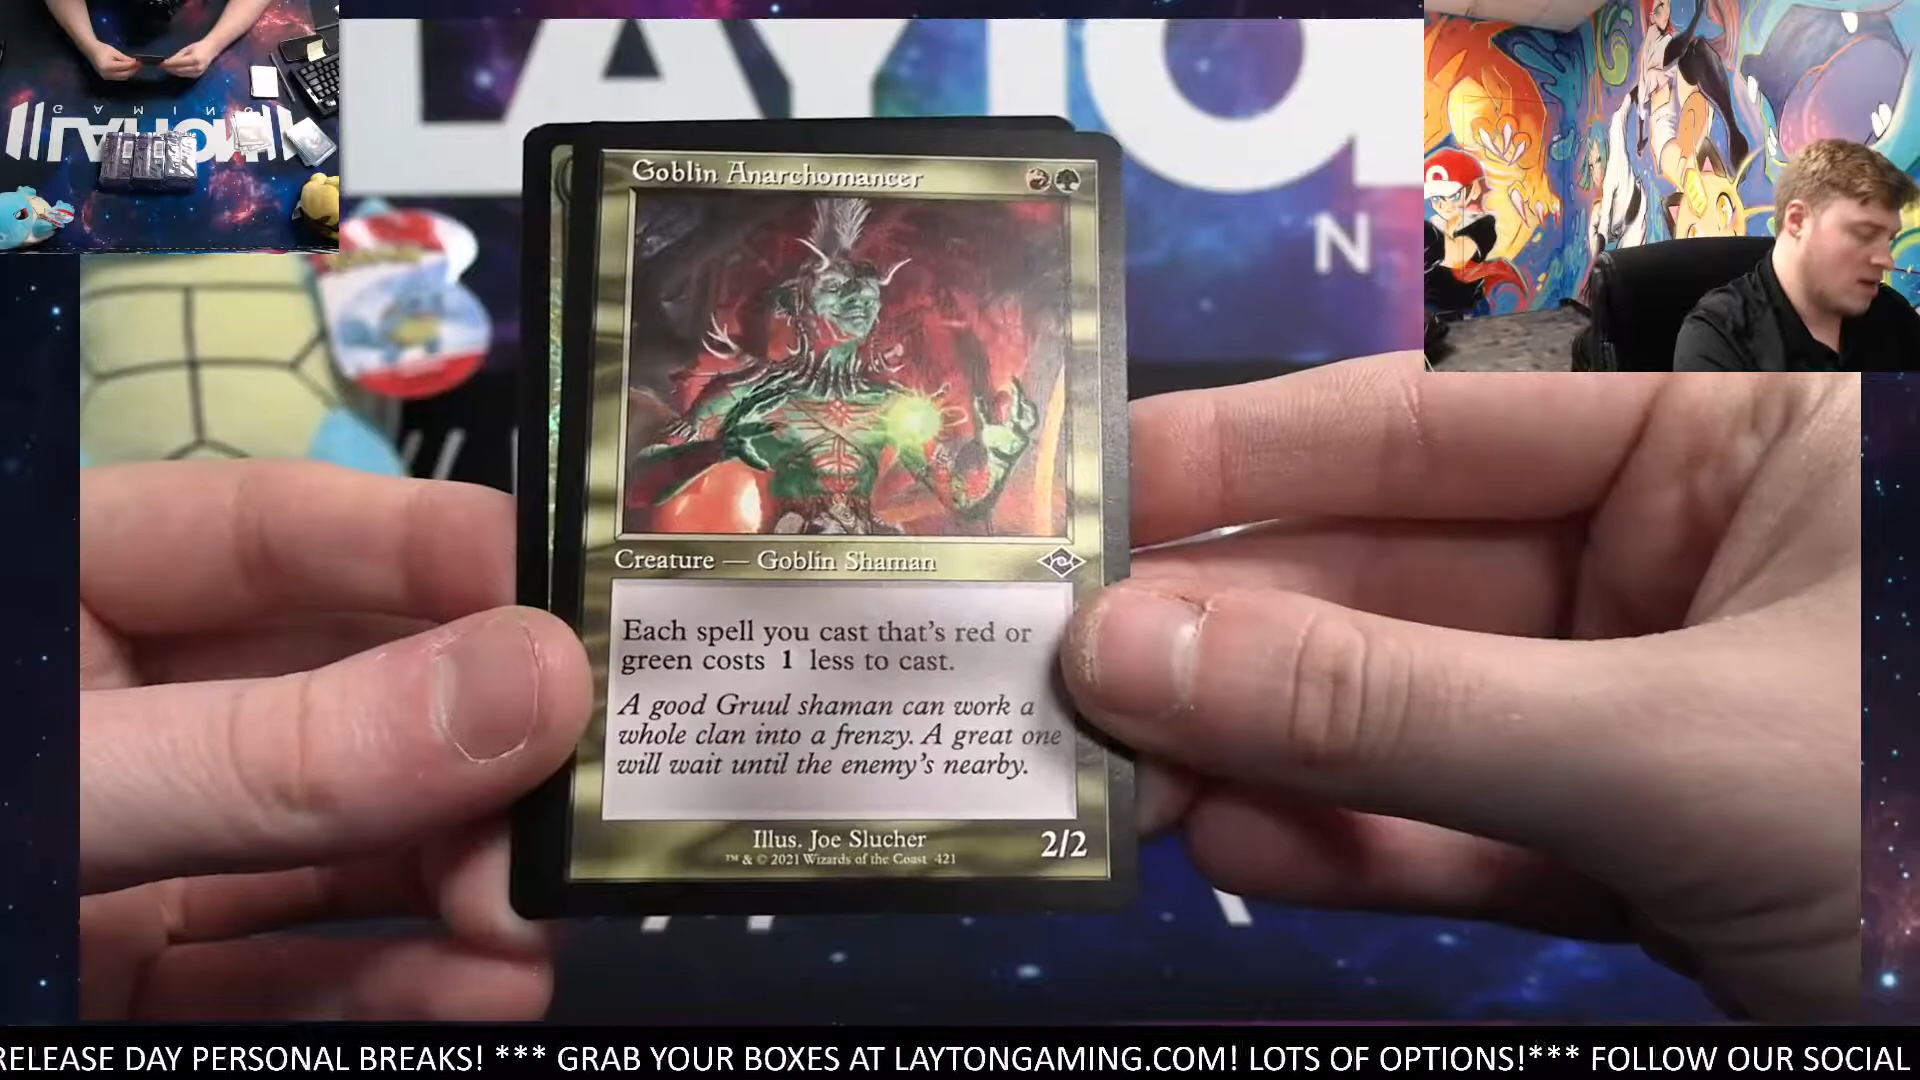 GAMING
LAYTON
LAYTO
N
Goblin Anarchomancer
Creature — Goblin Shaman
Each spell you cast that's red or
green costs 1 less to cast.
A good Gruul shaman can work a
whole clan into a frenzy. A great one
will wait until the enemy's nearby.
Illus. Joe Slucher
2/2
™ & © 2021 Wizards of the Coast 421
RELEASE DAY PERSONAL BREAKS! *** GRAB YOUR BOXES AT LAYTONGAMING.COM! LOTS OF OPTIONS!*** FOLLOW OUR SOCIAL